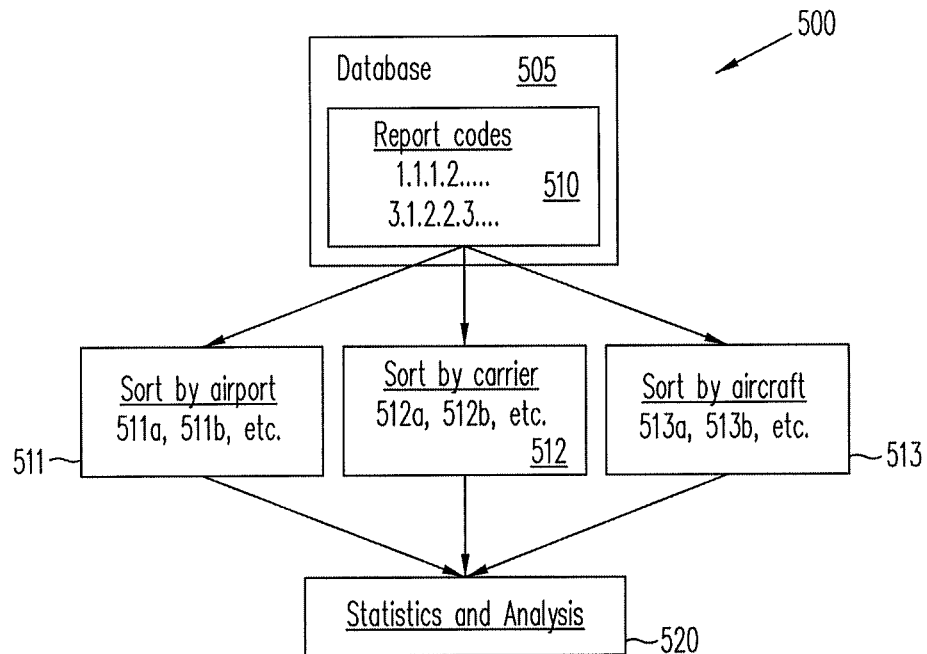 500
Database 505
Report codes
1.1.1.2.....
510
3.1.2.2.3....
Sort by airport
511a, 511b, etc.
511
Sort by carrier
512a, 512b, etc.
512
Sort by aircraft
513a, 513b, etc.
513
Statistics and Analysis
520